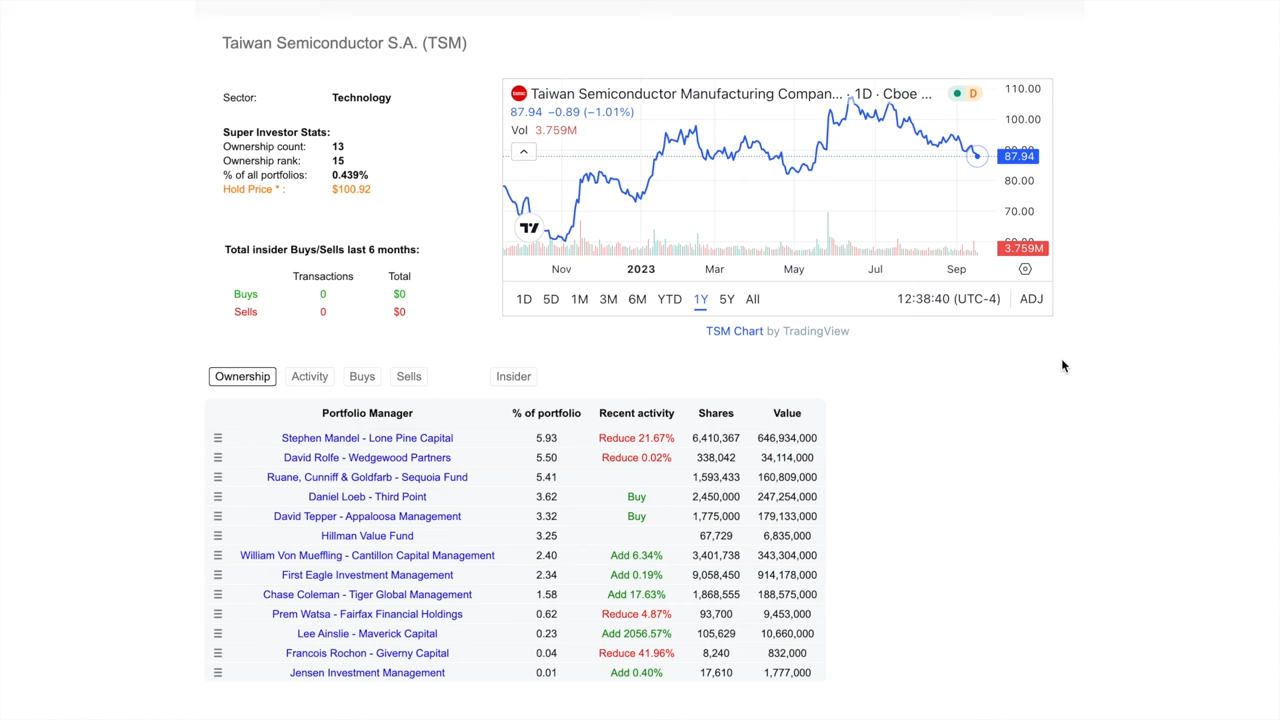 Taiwan Semiconductor S.A. (TSM)
Sector: Technology
Super Investor Stats:
Ownership count: 13
Ownership rank: 15
% of all portfolios: 0.439%
Hold Price * : $100.92
Total insider Buys/Sells last 6 months:
Transactions Total
Buys 0 $0
Sells 0 $0
Taiwan Semiconductor Manufacturing Compan... · 1D · Cboe ... D
87.94 −0.89 (−1.01%)
Vol 3.759M
110.00
100.00
90.00
87.94
80.00
70.00
60.00
3.759M
Nov 2023 Mar May Jul Sep
1D 5D 1M 3M 6M YTD 1Y 5Y All 12:38:40 (UTC-4) ADJ
TSM Chart by TradingView
Ownership Activity Buys Sells Insider
Portfolio Manager % of portfolio Recent activity Shares Value
Stephen Mandel - Lone Pine Capital 5.93 Reduce 21.67% 6,410,367 646,934,000
David Rolfe - Wedgewood Partners 5.50 Reduce 0.02% 338,042 34,114,000
Ruane, Cunniff & Goldfarb - Sequoia Fund 5.41 1,593,433 160,809,000
Daniel Loeb - Third Point 3.62 Buy 2,450,000 247,254,000
David Tepper - Appaloosa Management 3.32 Buy 1,775,000 179,133,000
Hillman Value Fund 3.25 67,729 6,835,000
William Von Mueffling - Cantillon Capital Management 2.40 Add 6.34% 3,401,738 343,304,000
First Eagle Investment Management 2.34 Add 0.19% 9,058,450 914,178,000
Chase Coleman - Tiger Global Management 1.58 Add 17.63% 1,868,555 188,575,000
Prem Watsa - Fairfax Financial Holdings 0.62 Reduce 4.87% 93,700 9,453,000
Lee Ainslie - Maverick Capital 0.23 Add 2056.57% 105,629 10,660,000
Francois Rochon - Giverny Capital 0.04 Reduce 41.96% 8,240 832,000
Jensen Investment Management 0.01 Add 0.40% 17,610 1,777,000